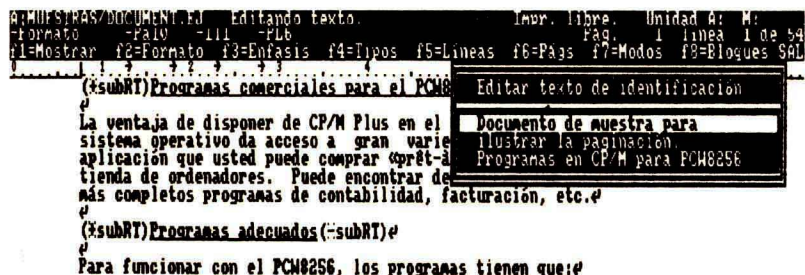 A:MUESTRAS/DOCUMENT.EJ Editando texto. Impr. libre. Unidad A: M:
-Formato -Pa10 -lll -PL6 Pág. 1 línea 1 de 54
f1=Mostrar f2=Formato f3=Enfasis f4=Tipos f5=Líneas f6=Págs f7=Modos f8=Bloques SAL
(+subRT)Programas comerciales para el PCW8
La ventaja de disponer de CP/M Plus en el
sistema operativo da acceso a gran varie
aplicación que usted puede comprar «prêt-à
tienda de ordenadores. Puede encontrar de
más completos programas de contabilidad, facturación, etc.↵
↵
(+subRT)Programas adecuados(-subRT)↵
↵
Para funcionar con el PCW8256, los programas tienen que:↵
Editar texto de identificación
Documento de muestra para
ilustrar la paginación.
Programas en CP/M para PCW8256